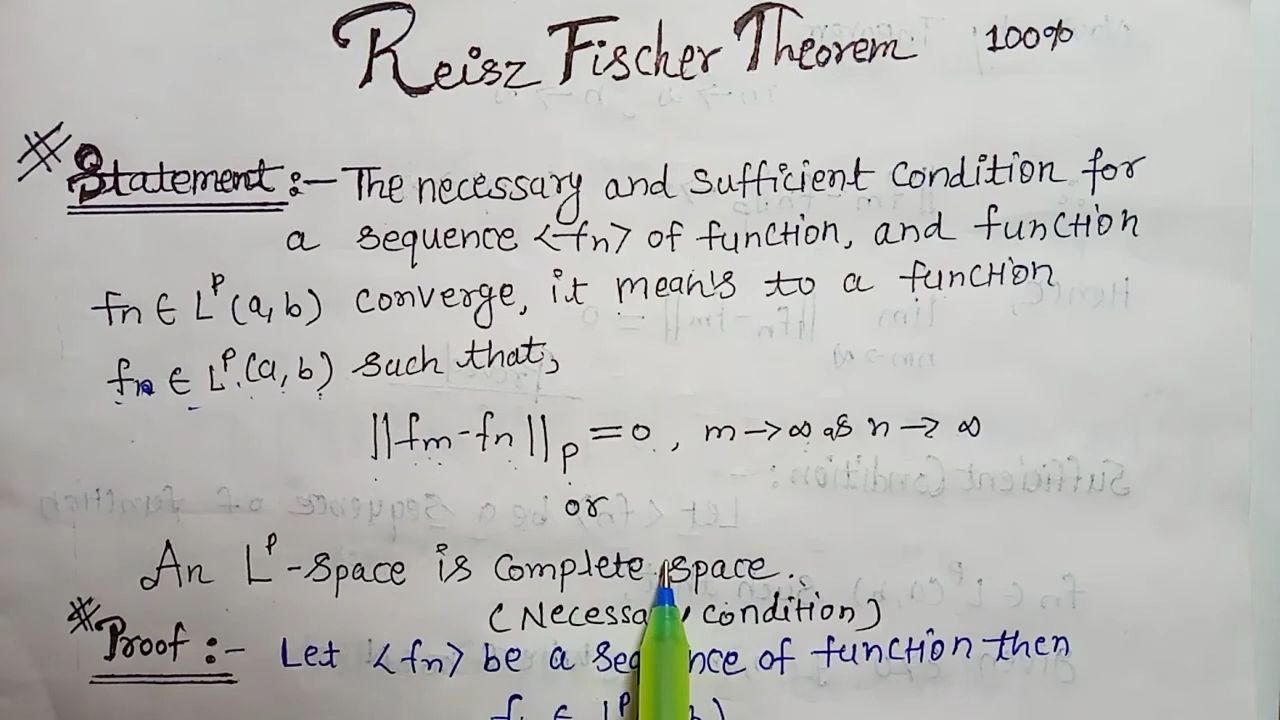 Reisz Fischer Theorem 100%
Statement :- The necessary and sufficient condition for
a sequence <fn> of function, and function
fn ∈ L^p (a, b) converge, it means to a function
fn ∈ L^p (a, b) such that,
||fm-fn||_p = 0, m → ∞ as n → ∞
or
An L^p-space is complete space.
(Necessa condition)
Proof :- Let <fn> be a seq nce of function then